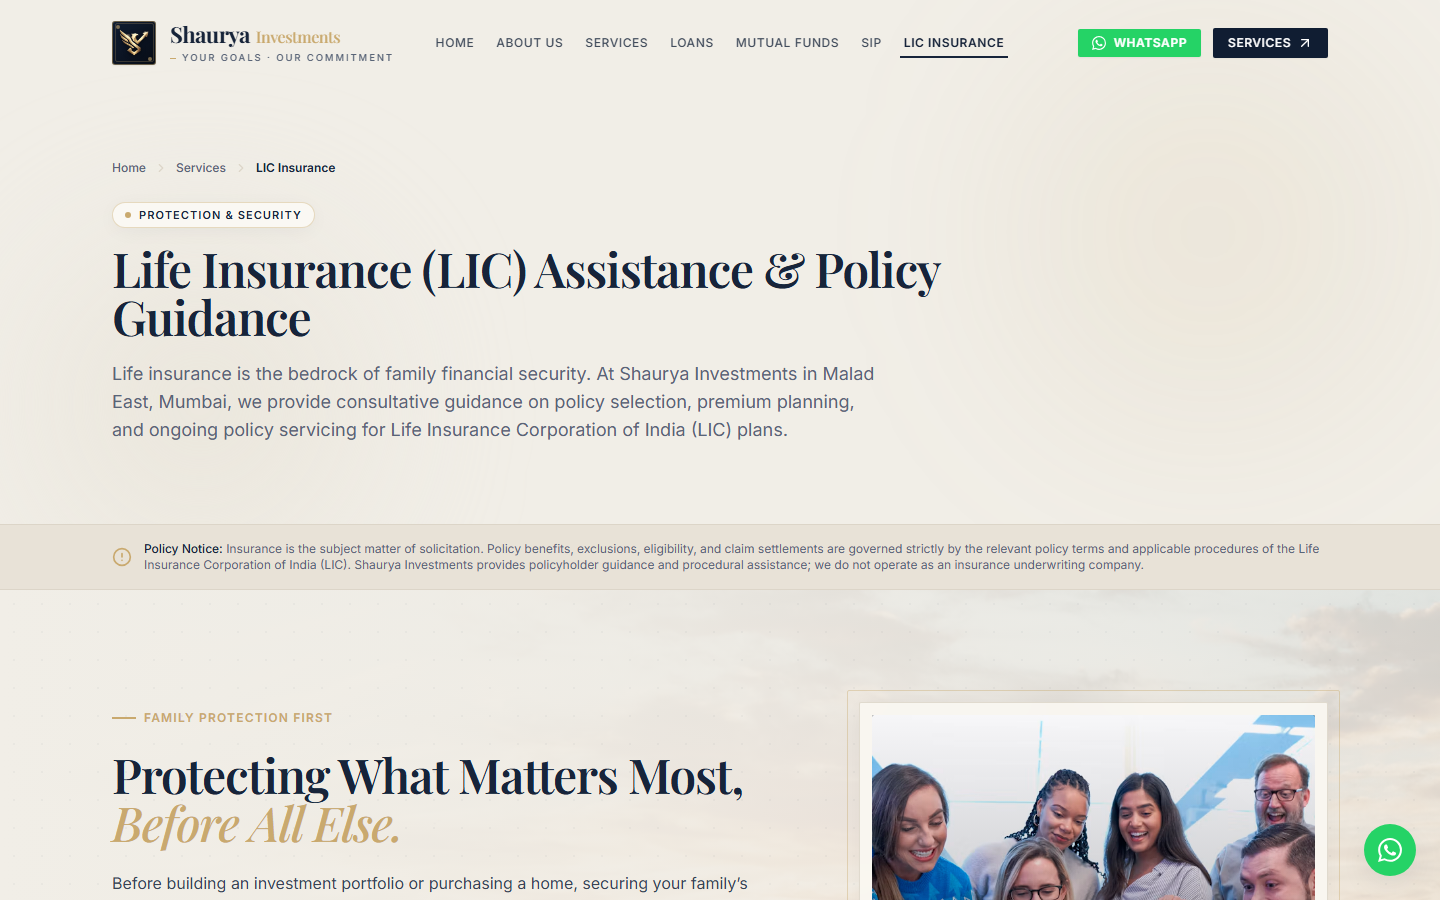 Shaurya Investments
YOUR GOALS · OUR COMMITMENT
HOME ABOUT US SERVICES LOANS MUTUAL FUNDS SIP LIC INSURANCE
WHATSAPP
SERVICES
Home Services LIC Insurance
PROTECTION & SECURITY
Life Insurance (LIC) Assistance & Policy
Guidance
Life insurance is the bedrock of family financial security. At Shaurya Investments in Malad
East, Mumbai, we provide consultative guidance on policy selection, premium planning,
and ongoing policy servicing for Life Insurance Corporation of India (LIC) plans.
Policy Notice: Insurance is the subject matter of solicitation. Policy benefits, exclusions, eligibility, and claim settlements are governed strictly by the relevant policy terms and applicable procedures of the Life
Insurance Corporation of India (LIC). Shaurya Investments provides policyholder guidance and procedural assistance; we do not operate as an insurance underwriting company.
FAMILY PROTECTION FIRST
Protecting What Matters Most,
Before All Else.
Before building an investment portfolio or purchasing a home, securing your family's